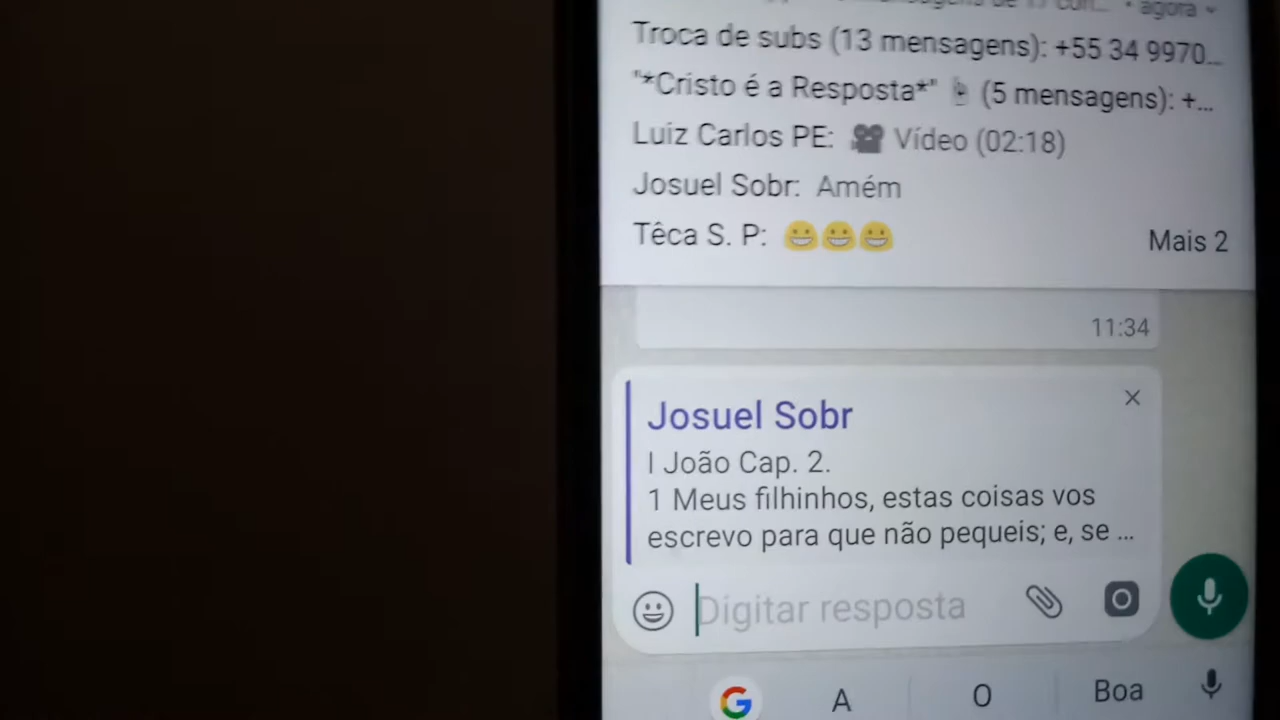 agora
Troca de subs (13 mensagens): +55 34 9970...
"*Cristo é a Resposta*" (5 mensagens): +...
Luiz Carlos PE: Vídeo (02:18)
Josuel Sobr: Amém
Têca S. P: 😀😀😀
Mais 2
11:34
Josuel Sobr
I João Cap. 2.
1 Meus filhinhos, estas coisas vos
escrevo para que não pequeis; e, se ...
Digitar resposta
A O Boa